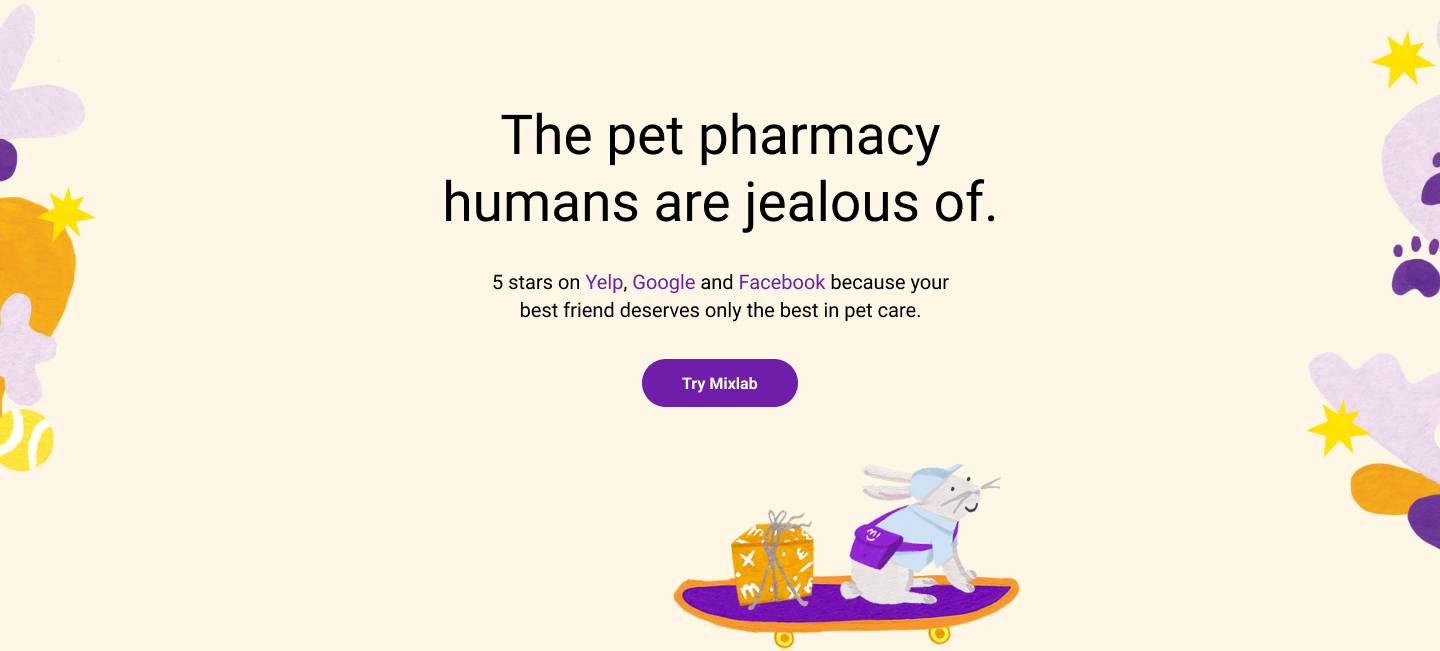 The pet pharmacy
humans are jealous of.
5 stars on Yelp, Google and Facebook because your
best friend deserves only the best in pet care.
Try Mixlab